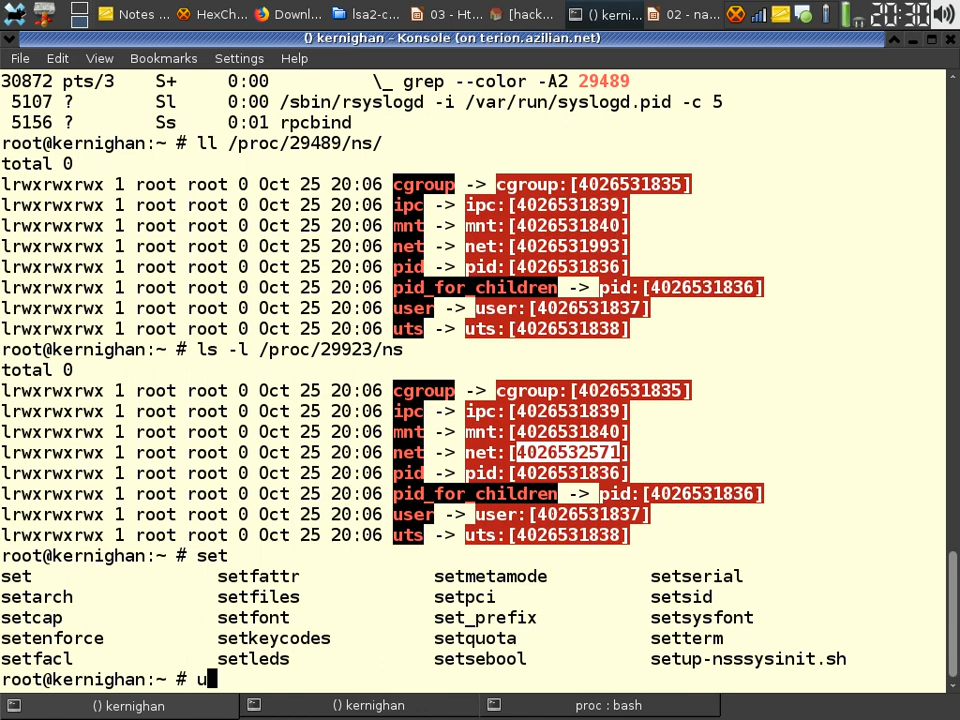 Notes ...
HexCh...
Downl...
lsa2-c...
03 - Ht...
[hack...
() kerni...
02 - na...
20:30
() kernighan - Konsole (on terion.azilian.net)
File Edit View Bookmarks Settings Help
30872 pts/3    S+     0:00          \_ grep --color -A2 29489
 5107 ?        Sl     0:00 /sbin/rsyslogd -i /var/run/syslogd.pid -c 5
 5156 ?        Ss     0:01 rpcbind
root@kernighan:~ # ll /proc/29489/ns/
total 0
lrwxrwxrwx 1 root root 0 Oct 25 20:06 cgroup -> cgroup:[4026531835]
lrwxrwxrwx 1 root root 0 Oct 25 20:06 ipc -> ipc:[4026531839]
lrwxrwxrwx 1 root root 0 Oct 25 20:06 mnt -> mnt:[4026531840]
lrwxrwxrwx 1 root root 0 Oct 25 20:06 net -> net:[4026531993]
lrwxrwxrwx 1 root root 0 Oct 25 20:06 pid -> pid:[4026531836]
lrwxrwxrwx 1 root root 0 Oct 25 20:06 pid_for_children -> pid:[4026531836]
lrwxrwxrwx 1 root root 0 Oct 25 20:06 user -> user:[4026531837]
lrwxrwxrwx 1 root root 0 Oct 25 20:06 uts -> uts:[4026531838]
root@kernighan:~ # ls -l /proc/29923/ns
total 0
lrwxrwxrwx 1 root root 0 Oct 25 20:06 cgroup -> cgroup:[4026531835]
lrwxrwxrwx 1 root root 0 Oct 25 20:06 ipc -> ipc:[4026531839]
lrwxrwxrwx 1 root root 0 Oct 25 20:06 mnt -> mnt:[4026531840]
lrwxrwxrwx 1 root root 0 Oct 25 20:06 net -> net:[4026532571]
lrwxrwxrwx 1 root root 0 Oct 25 20:06 pid -> pid:[4026531836]
lrwxrwxrwx 1 root root 0 Oct 25 20:06 pid_for_children -> pid:[4026531836]
lrwxrwxrwx 1 root root 0 Oct 25 20:06 user -> user:[4026531837]
lrwxrwxrwx 1 root root 0 Oct 25 20:06 uts -> uts:[4026531838]
root@kernighan:~ # set
set                  setfattr             setmetamode          setserial
setarch              setfiles             setpci               setsid
setcap               setfont              set_prefix           setsysfont
setenforce           setkeycodes          setquota             setterm
setfacl              setleds              setsebool            setup-nsssysinit.sh
root@kernighan:~ # u
() kernighan
() kernighan
proc : bash